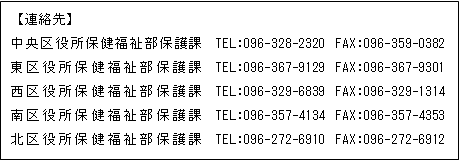 【連絡先】
中央区役所保健福祉部保護課 TEL:096-328-2320 FAX:096-359-0382
東区役所保健福祉部保護課 TEL:096-367-9129 FAX:096-367-9301
西区役所保健福祉部保護課 TEL:096-329-6839 FAX:096-329-1314
南区役所保健福祉部保護課 TEL:096-357-4134 FAX:096-357-4353
北区役所保健福祉部保護課 TEL:096-272-6910 FAX:096-272-6912